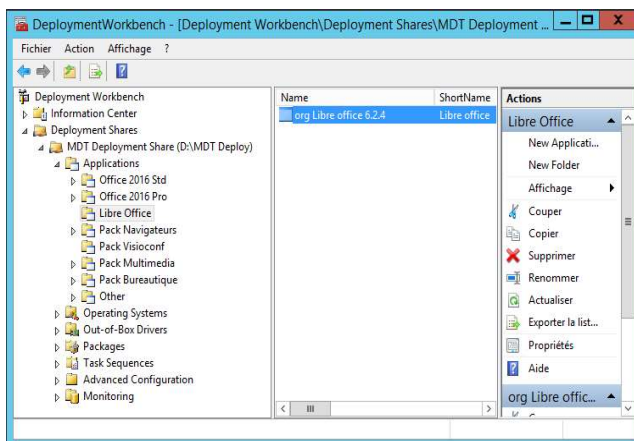 DeploymentWorkbench - [Deployment Workbench\Deployment Shares\MDT Deployment ...
Fichier Action Affichage ?
Deployment Workbench
Information Center
Deployment Shares
MDT Deployment Share (D:\MDT Deploy)
Applications
Office 2016 Std
Office 2016 Pro
Libre Office
Pack Navigateurs
Pack Visioconf
Pack Multimedia
Pack Bureautique
Other
Operating Systems
Out-of-Box Drivers
Packages
Task Sequences
Advanced Configuration
Monitoring
Name ShortName
org Libre office 6.2.4 Libre office
Actions
Libre Office
New Applicati...
New Folder
Affichage
Couper
Copier
Supprimer
Renommer
Actualiser
Exporter la list...
Propriétés
Aide
org Libre offic...